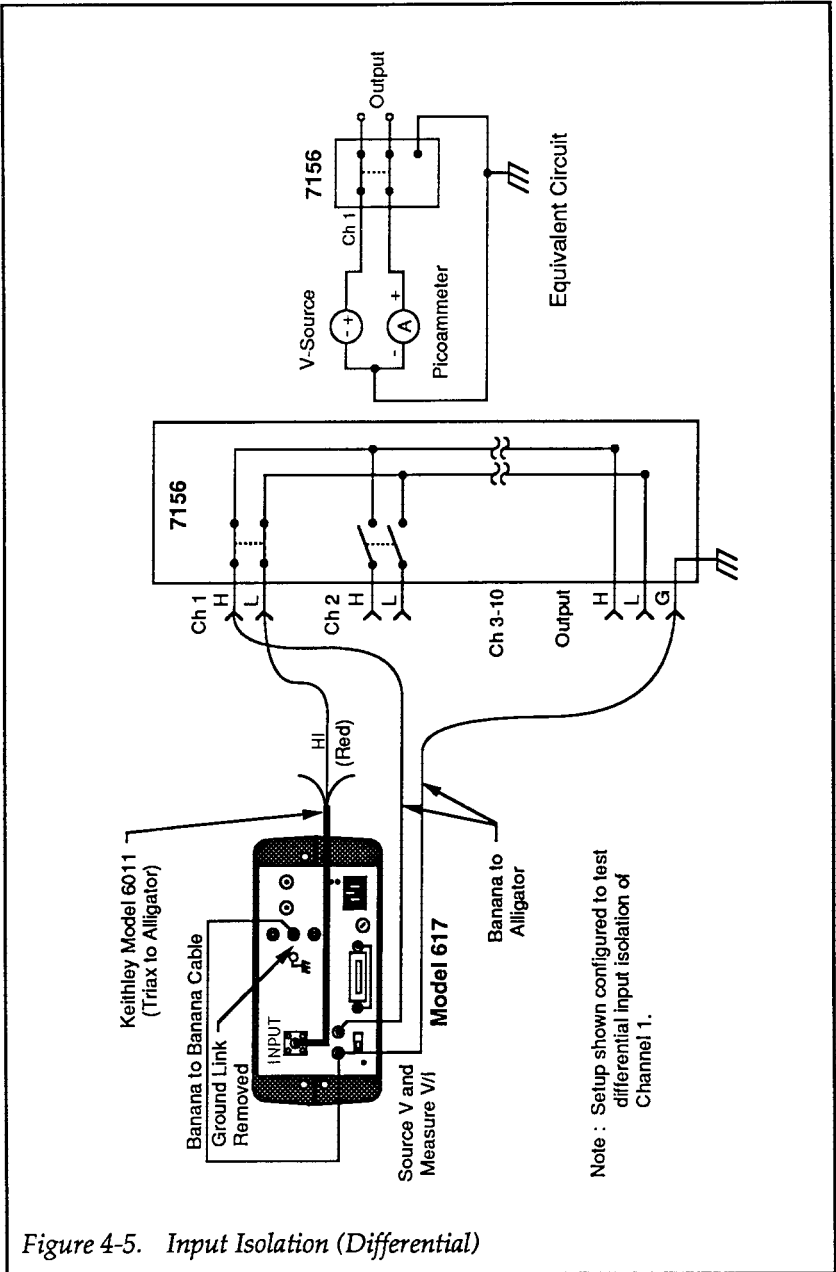 Keithley Model 6011
(Triax to Alligator)
Banana to Banana Cable
Ground Link
Removed
INPUT
HI
(Red)
Model 617
Source V and
Measure V/I
Banana to
Alligator
Note : Setup shown configured to test
differential input isolation of
Channel 1.
7156
Ch 1
H
L
Ch 2
H
L
Ch 3-10
Output
H
L
G
7156
Output
Ch 1
V-Source
- +
A
- +
Picoammeter
Equivalent Circuit
Figure 4-5. Input Isolation (Differential)